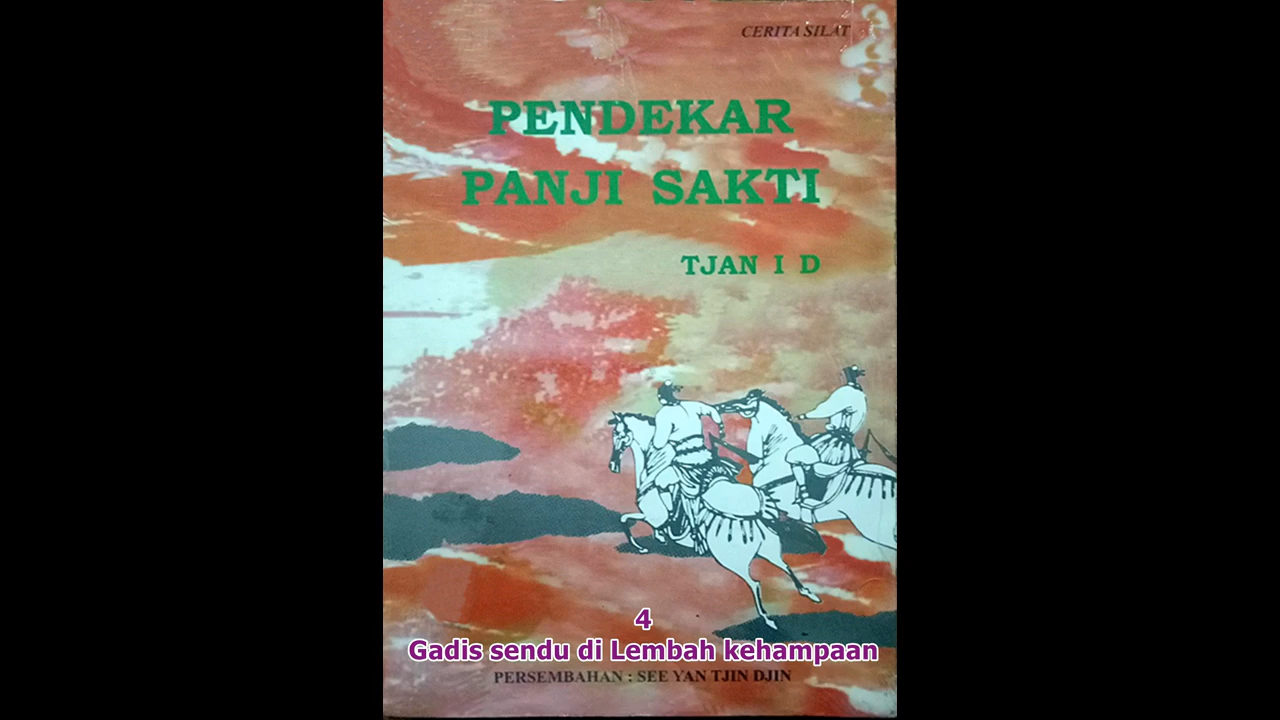 CERITA SILAT
PENDEKAR
PANJI SAKTI
TJAN I D
4
Gadis sendu di Lembah kehampaan
PERSEMBAHAN : SEE YAN TJIN DJIN